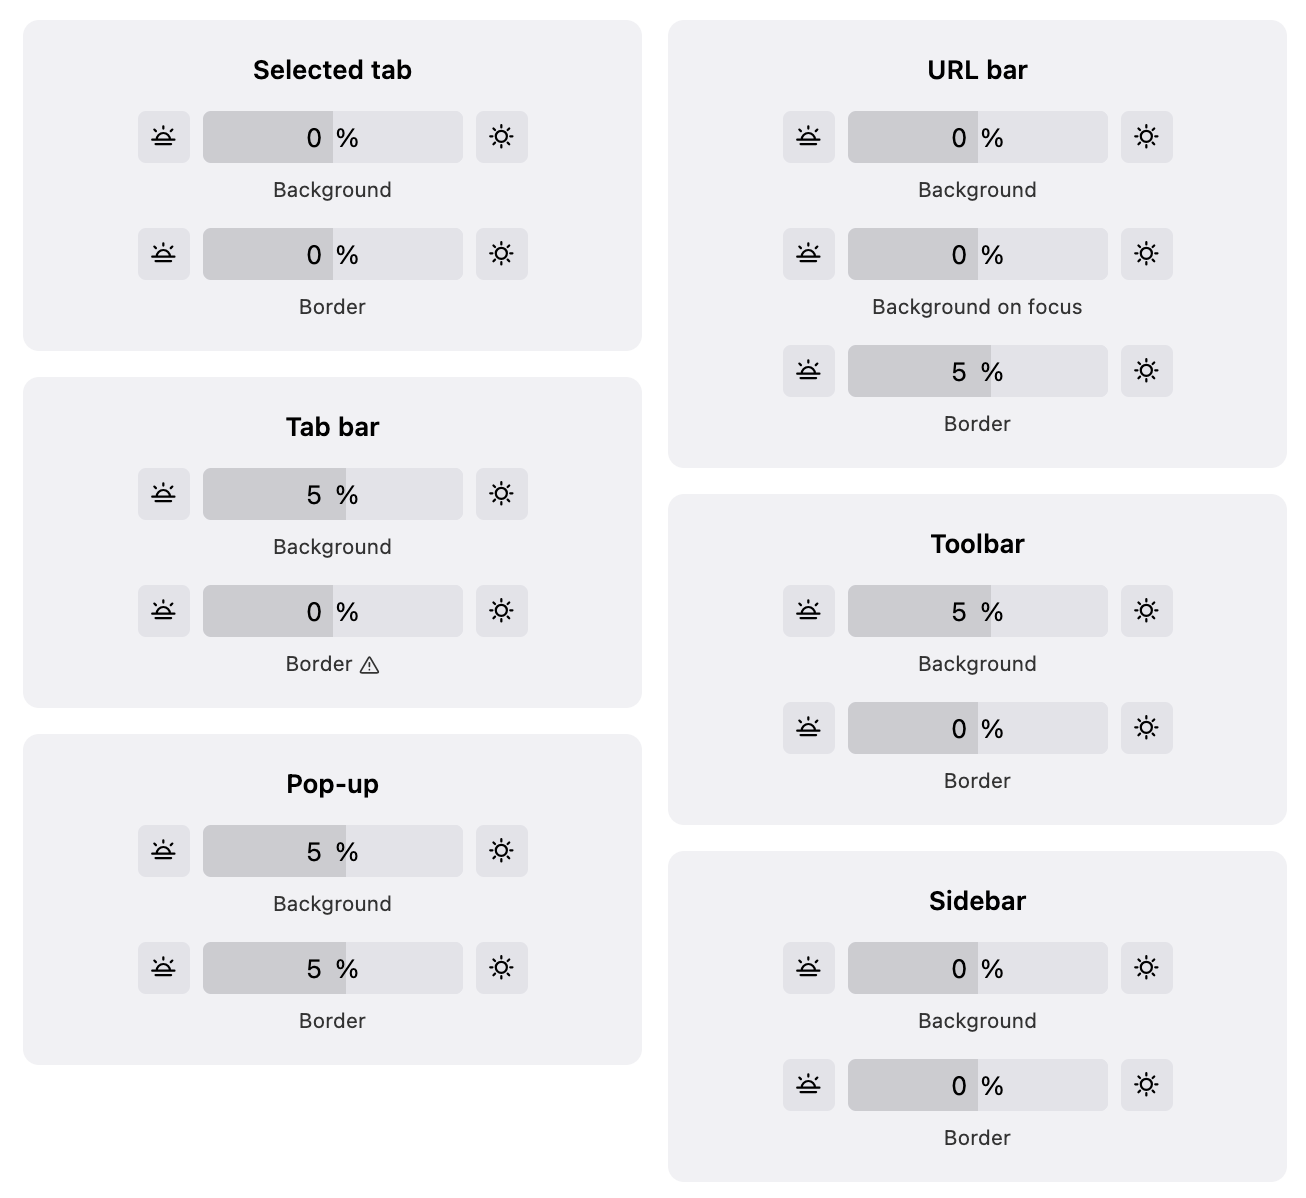 Selected tab
0 %
Background
0 %
Border
Tab bar
5 %
Background
0 %
Border
Pop-up
5 %
Background
5 %
Border
URL bar
0 %
Background
0 %
Background on focus
5 %
Border
Toolbar
5 %
Background
0 %
Border
Sidebar
0 %
Background
0 %
Border